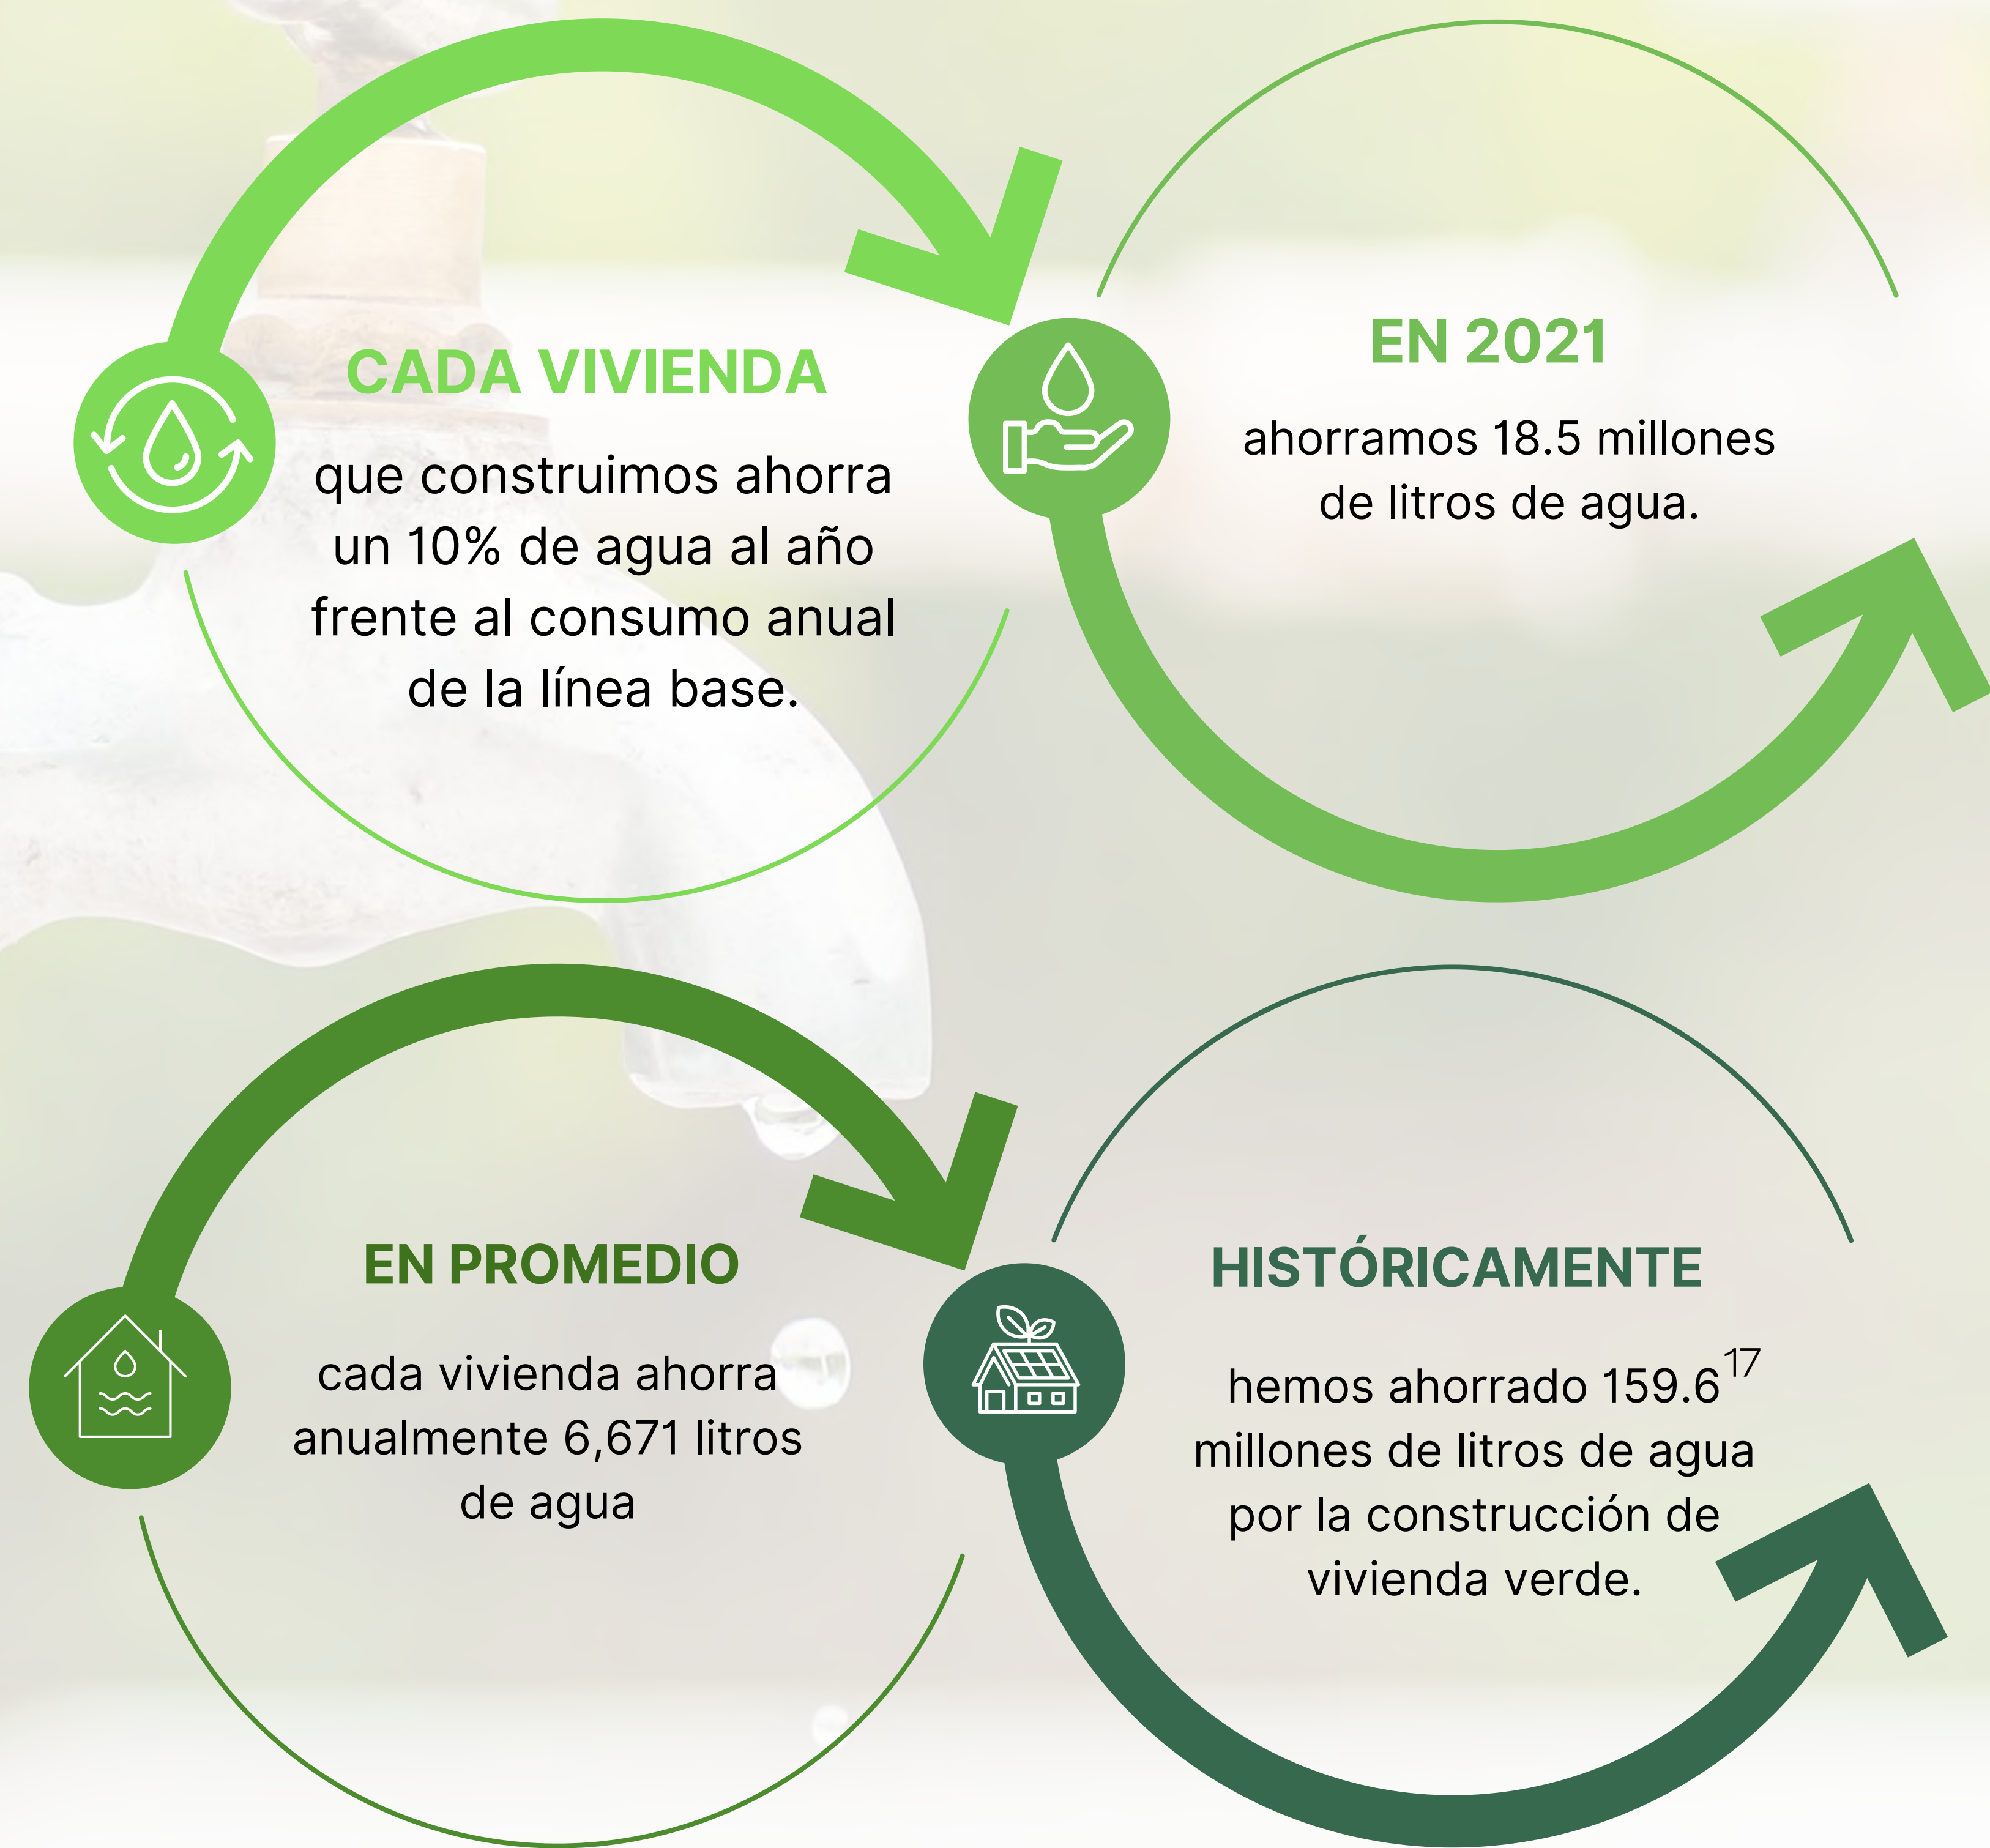 CADA VIVIENDA
que construimos ahorra
un 10% de agua al año
frente al consumo anual
de la línea base.
EN 2021
ahorramos 18.5 millones
de litros de agua.
EN PROMEDIO
cada vivienda ahorra
anualmente 6,671 litros
de agua
HISTÓRICAMENTE
hemos ahorrado 159.6 17
millones de litros de agua
por la construcción de
vivienda verde.